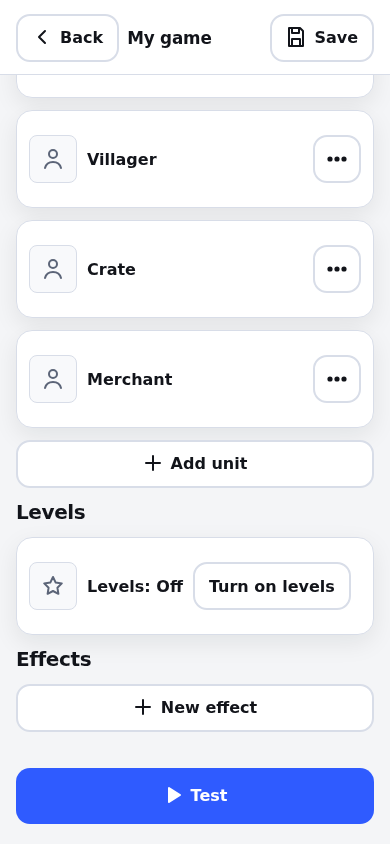 Back
My game
Save
Villager
Crate
Merchant
Add unit
Levels
Levels: Off
Turn on levels
Effects
New effect
Test